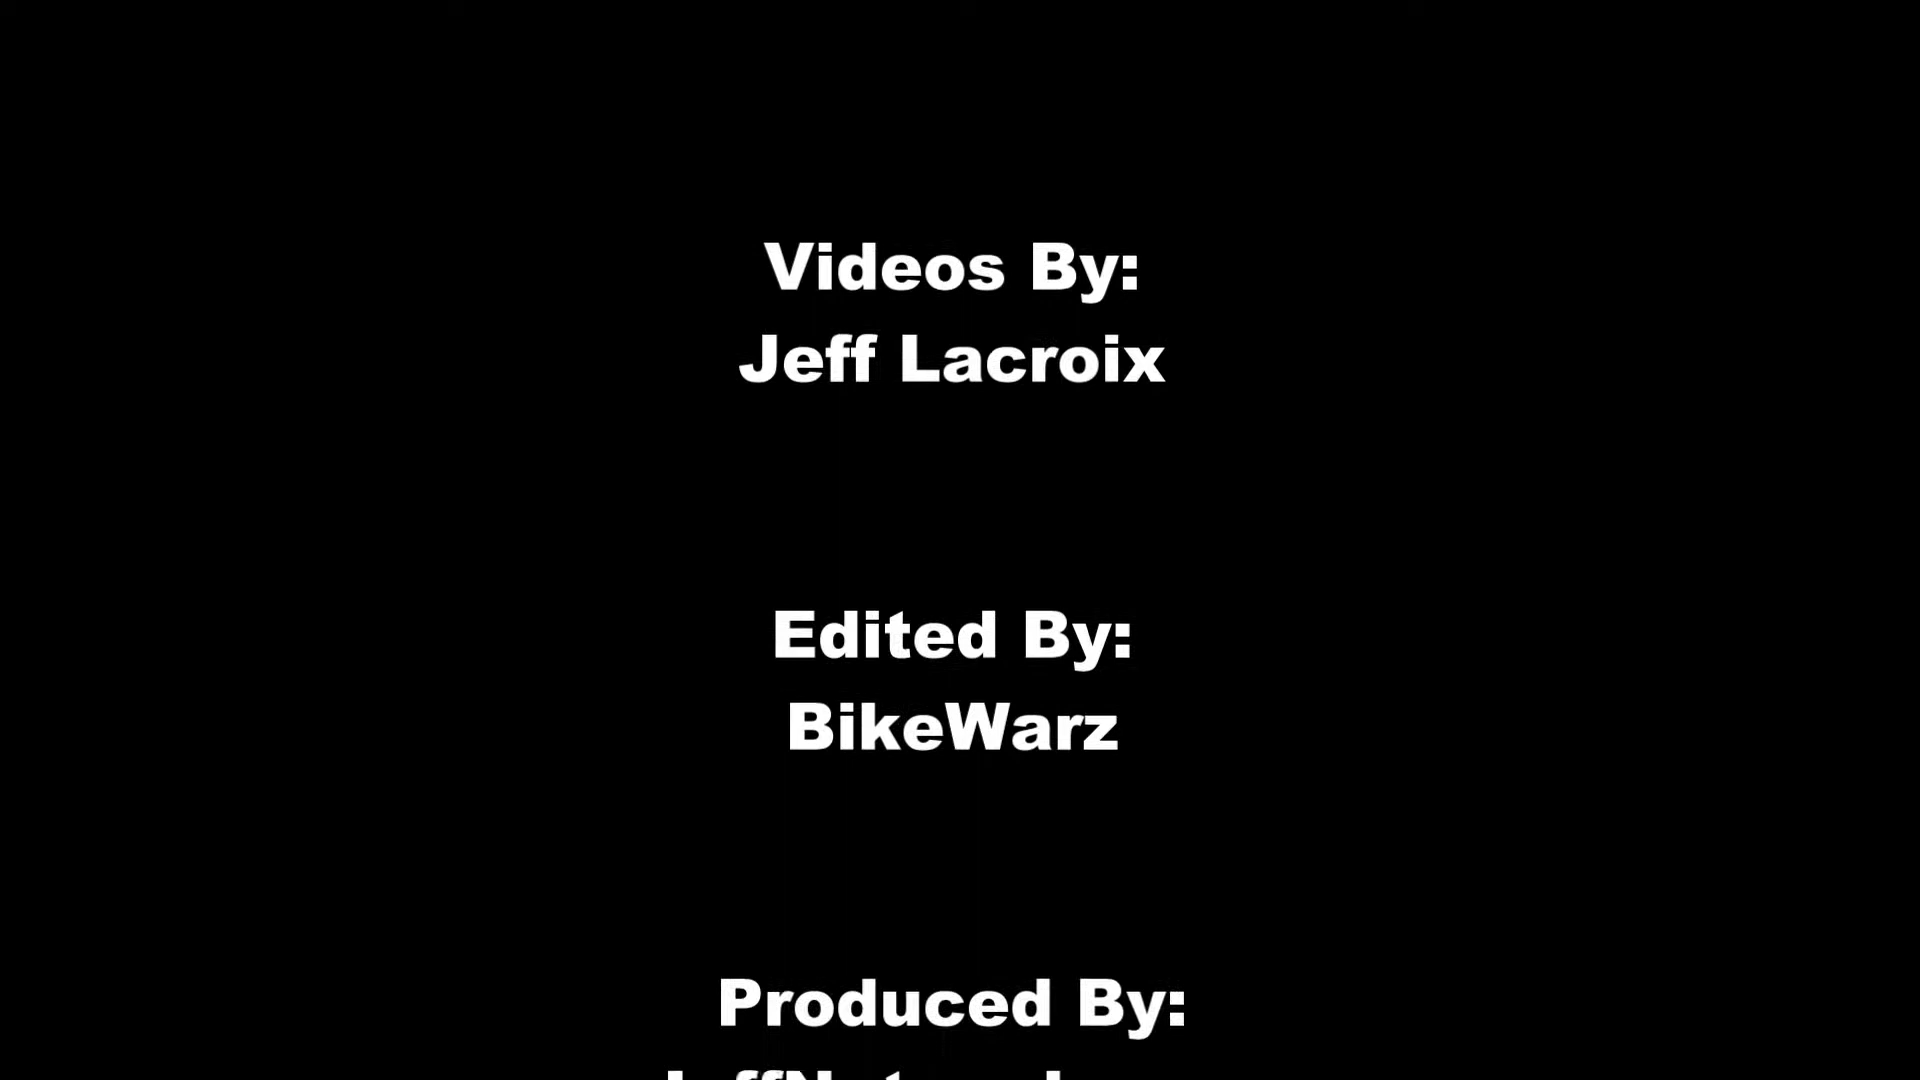 Videos By:
Jeff Lacroix
Edited By:
BikeWarz
Produced By: